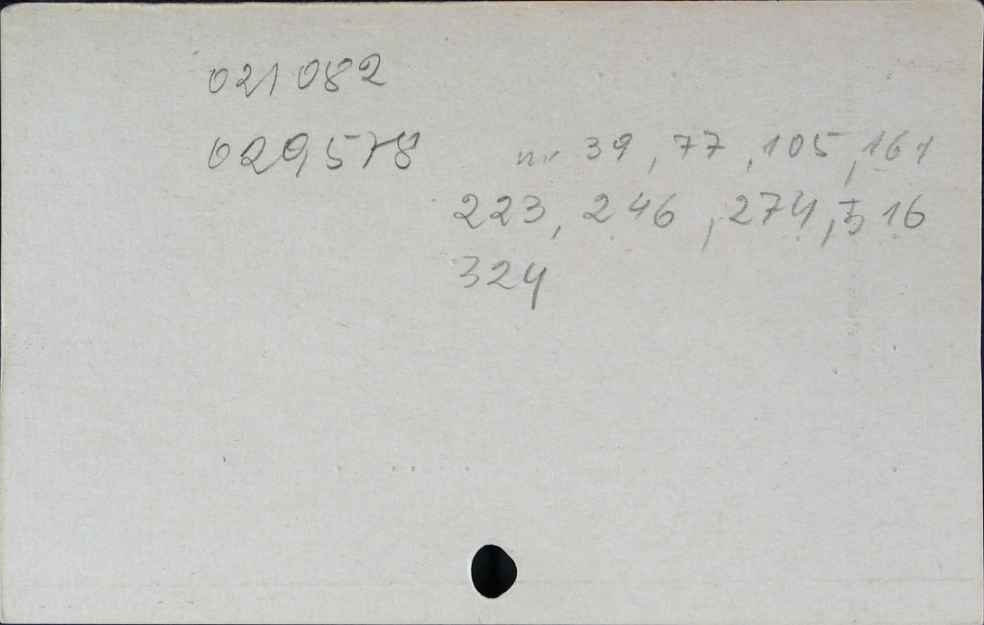 021082
029578 nr 39, 77, 105, 161
223, 246, 274, 316
324